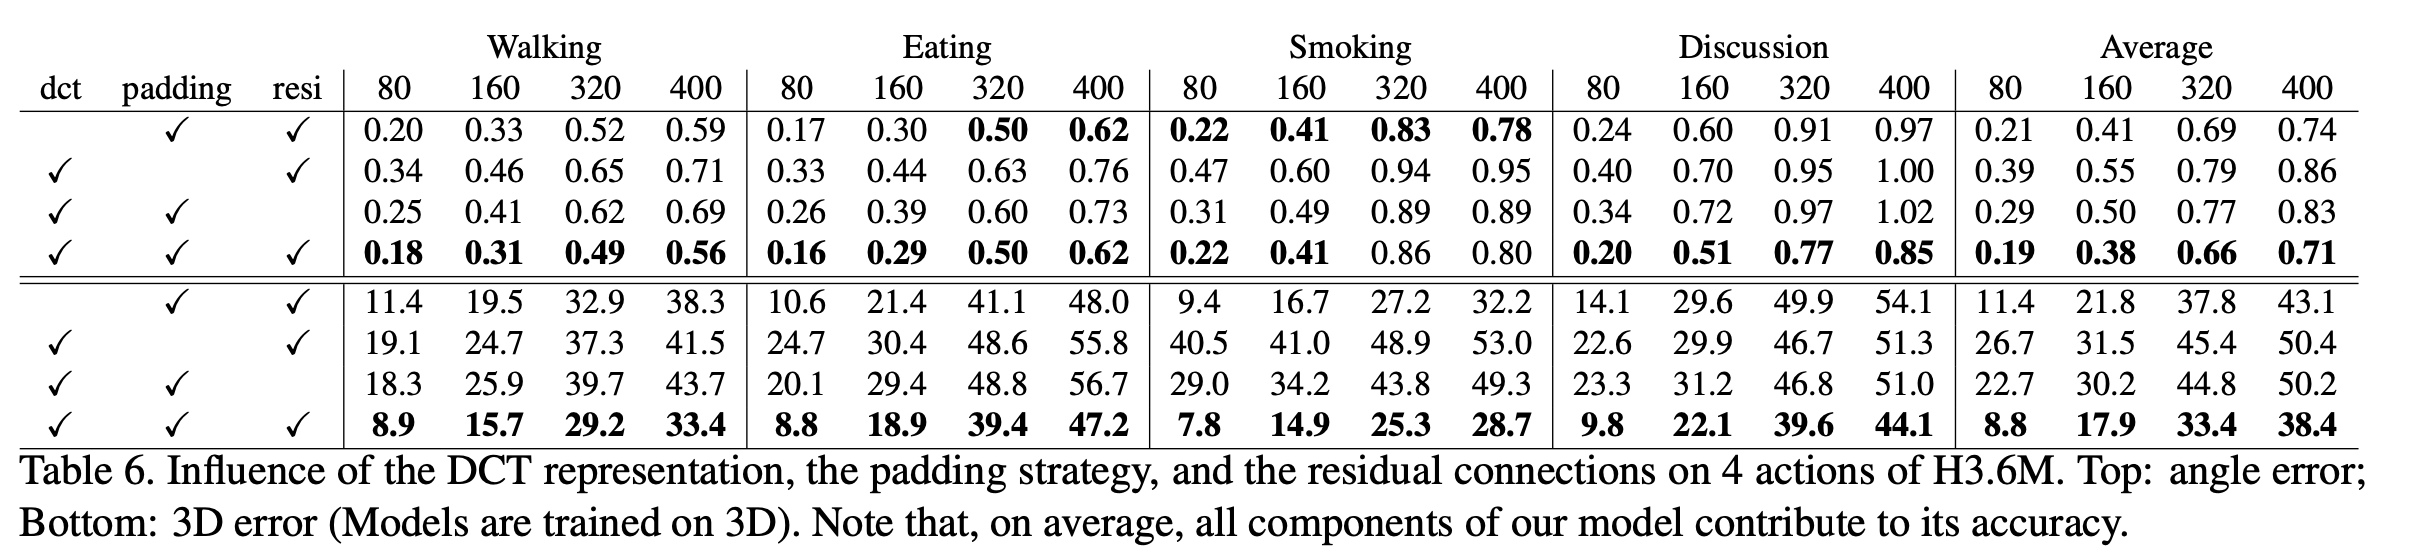 Walking Eating Smoking Discussion Average
dct padding resi 80 160 320 400 80 160 320 400 80 160 320 400 80 160 320 400 80 160 320 400
✓ ✓ 0.20 0.33 0.52 0.59 0.17 0.30 0.50 0.62 0.22 0.41 0.83 0.78 0.24 0.60 0.91 0.97 0.21 0.41 0.69 0.74
✓ ✓ 0.34 0.46 0.65 0.71 0.33 0.44 0.63 0.76 0.47 0.60 0.94 0.95 0.40 0.70 0.95 1.00 0.39 0.55 0.79 0.86
✓ ✓ 0.25 0.41 0.62 0.69 0.26 0.39 0.60 0.73 0.31 0.49 0.89 0.89 0.34 0.72 0.97 1.02 0.29 0.50 0.77 0.83
✓ ✓ ✓ 0.18 0.31 0.49 0.56 0.16 0.29 0.50 0.62 0.22 0.41 0.86 0.80 0.20 0.51 0.77 0.85 0.19 0.38 0.66 0.71
✓ ✓ 11.4 19.5 32.9 38.3 10.6 21.4 41.1 48.0 9.4 16.7 27.2 32.2 14.1 29.6 49.9 54.1 11.4 21.8 37.8 43.1
✓ ✓ 19.1 24.7 37.3 41.5 24.7 30.4 48.6 55.8 40.5 41.0 48.9 53.0 22.6 29.9 46.7 51.3 26.7 31.5 45.4 50.4
✓ ✓ 18.3 25.9 39.7 43.7 20.1 29.4 48.8 56.7 29.0 34.2 43.8 49.3 23.3 31.2 46.8 51.0 22.7 30.2 44.8 50.2
✓ ✓ ✓ 8.9 15.7 29.2 33.4 8.8 18.9 39.4 47.2 7.8 14.9 25.3 28.7 9.8 22.1 39.6 44.1 8.8 17.9 33.4 38.4
Table 6. Influence of the DCT representation, the padding strategy, and the residual connections on 4 actions of H3.6M. Top: angle error;
Bottom: 3D error (Models are trained on 3D). Note that, on average, all components of our model contribute to its accuracy.